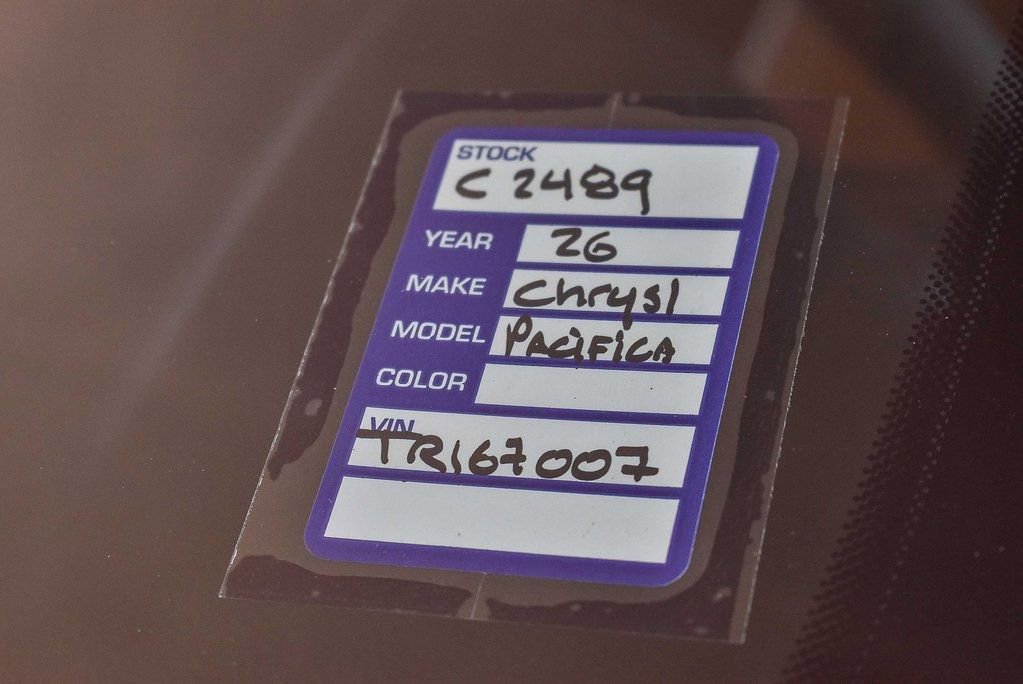 STOCK
C 2489
YEAR 26
MAKE Chrysl
MODEL PACiFiCA
COLOR
VIN
TR167007